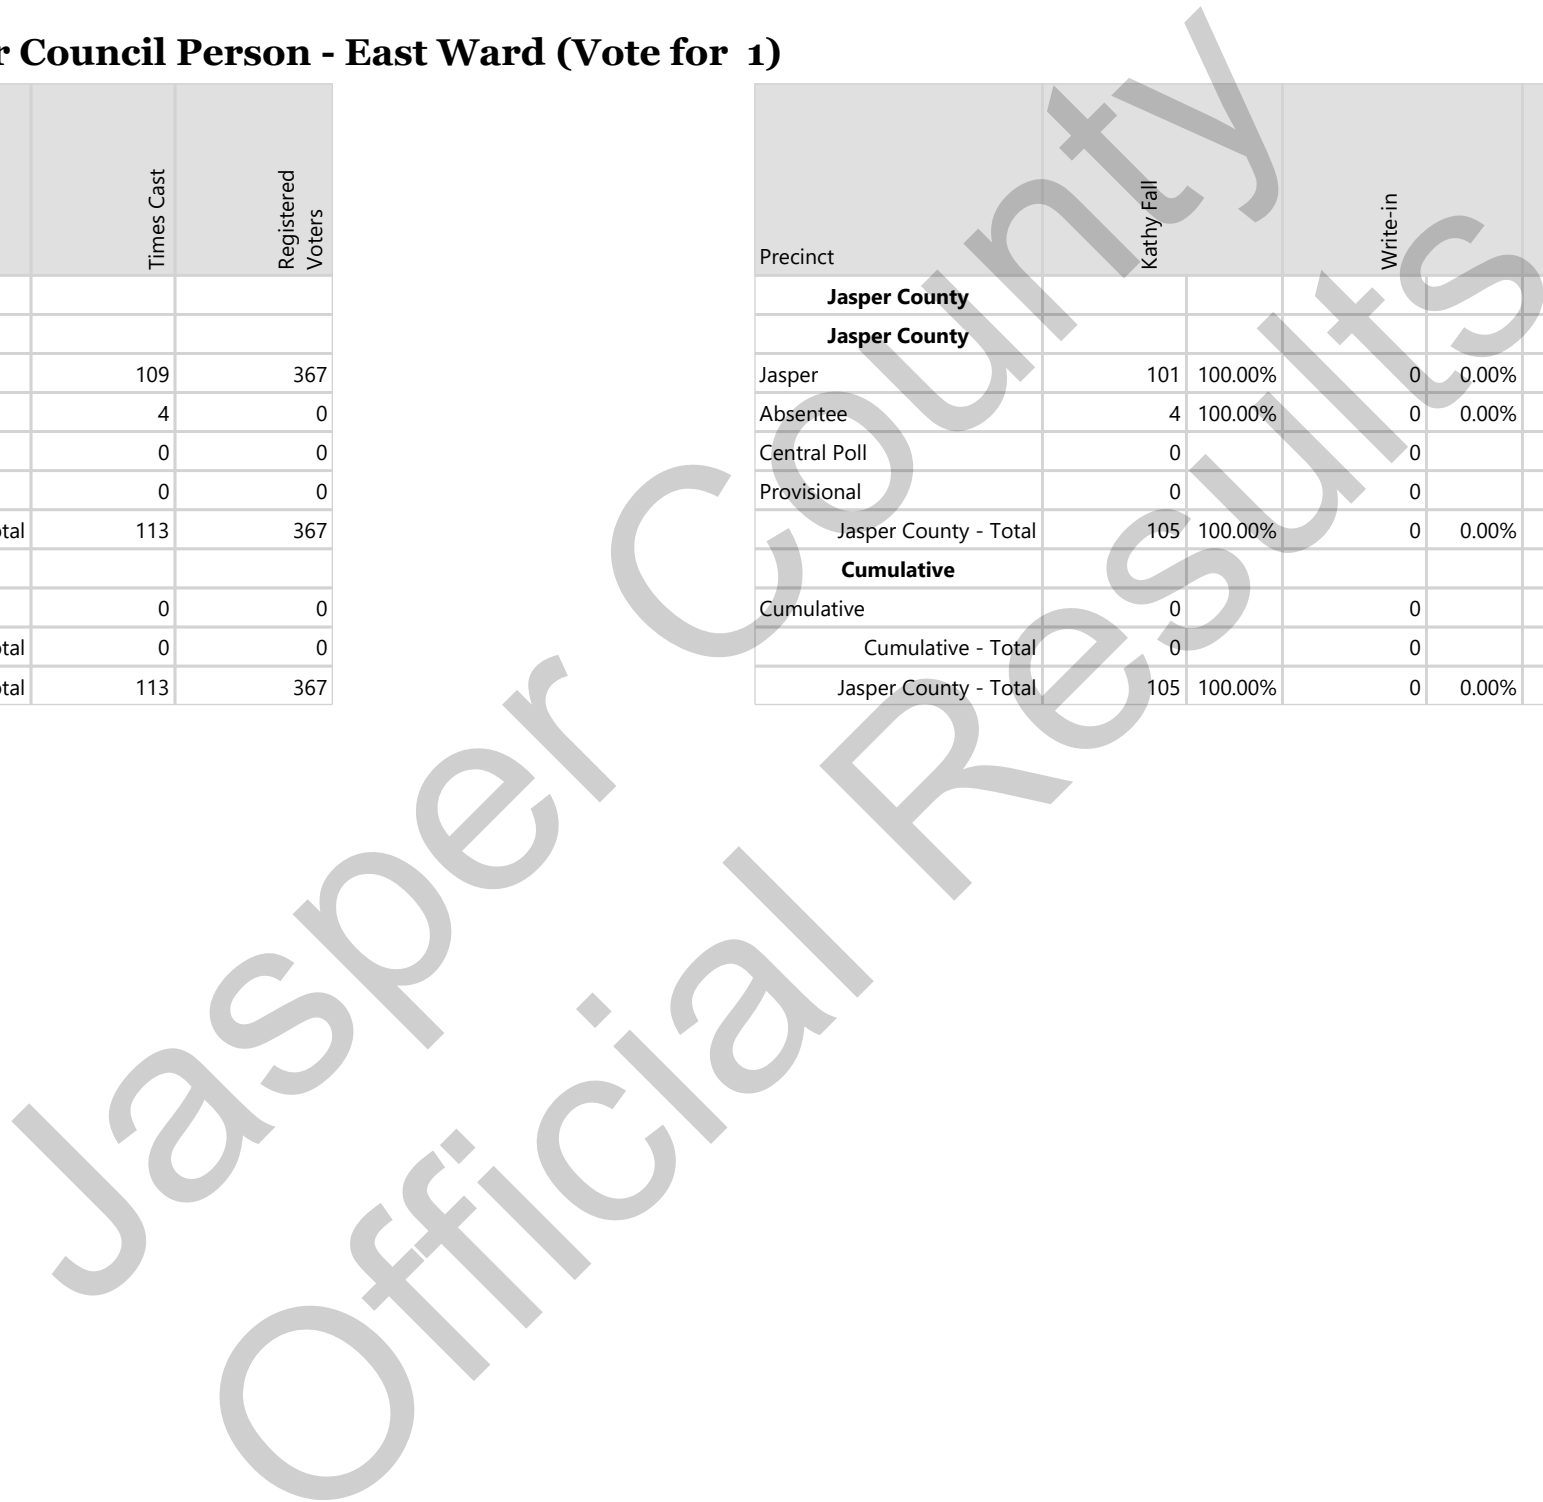 r Council Person - East Ward (Vote for 1)
Times Cast Registered Voters
109 367
4 0
0 0
0 0
otal 113 367
0 0
otal 0 0
otal 113 367
Precinct Kathy Fall Write-in
Jasper County
Jasper County
Jasper 101 100.00% 0 0.00%
Absentee 4 100.00% 0 0.00%
Central Poll 0 0
Provisional 0 0
Jasper County - Total 105 100.00% 0 0.00%
Cumulative
Cumulative 0 0
Cumulative - Total 0 0
Jasper County - Total 105 100.00% 0 0.00%
Jasper County
Official Results